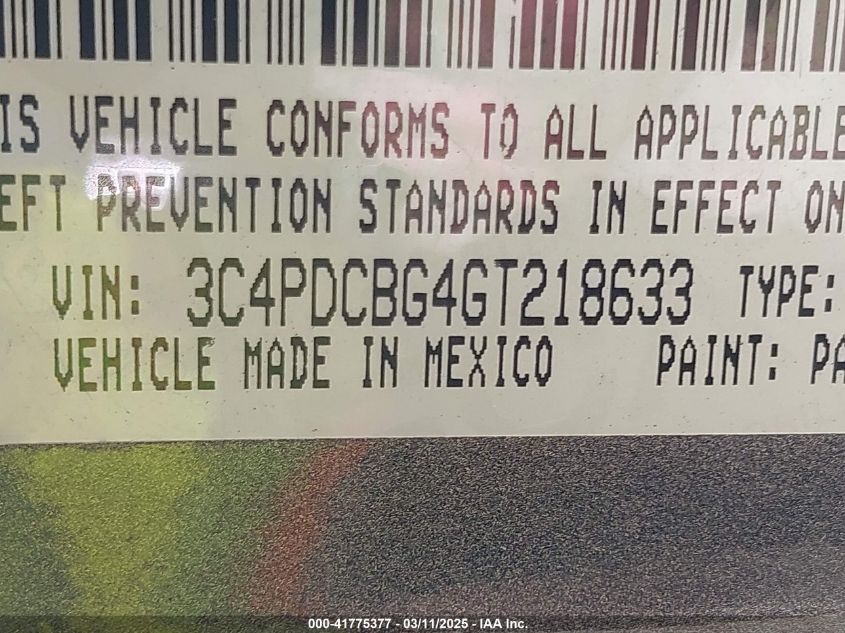 IS VEHICLE CONFORMS TO ALL APPLICABLE
EFT PREVENTION STANDARDS IN EFFECT ON
VIN: 3C4PDCBG4GT218633 TYPE:
VEHICLE MADE IN MEXICO PAINT: PA
000-41775377 - 03/11/2025 - IAA Inc.